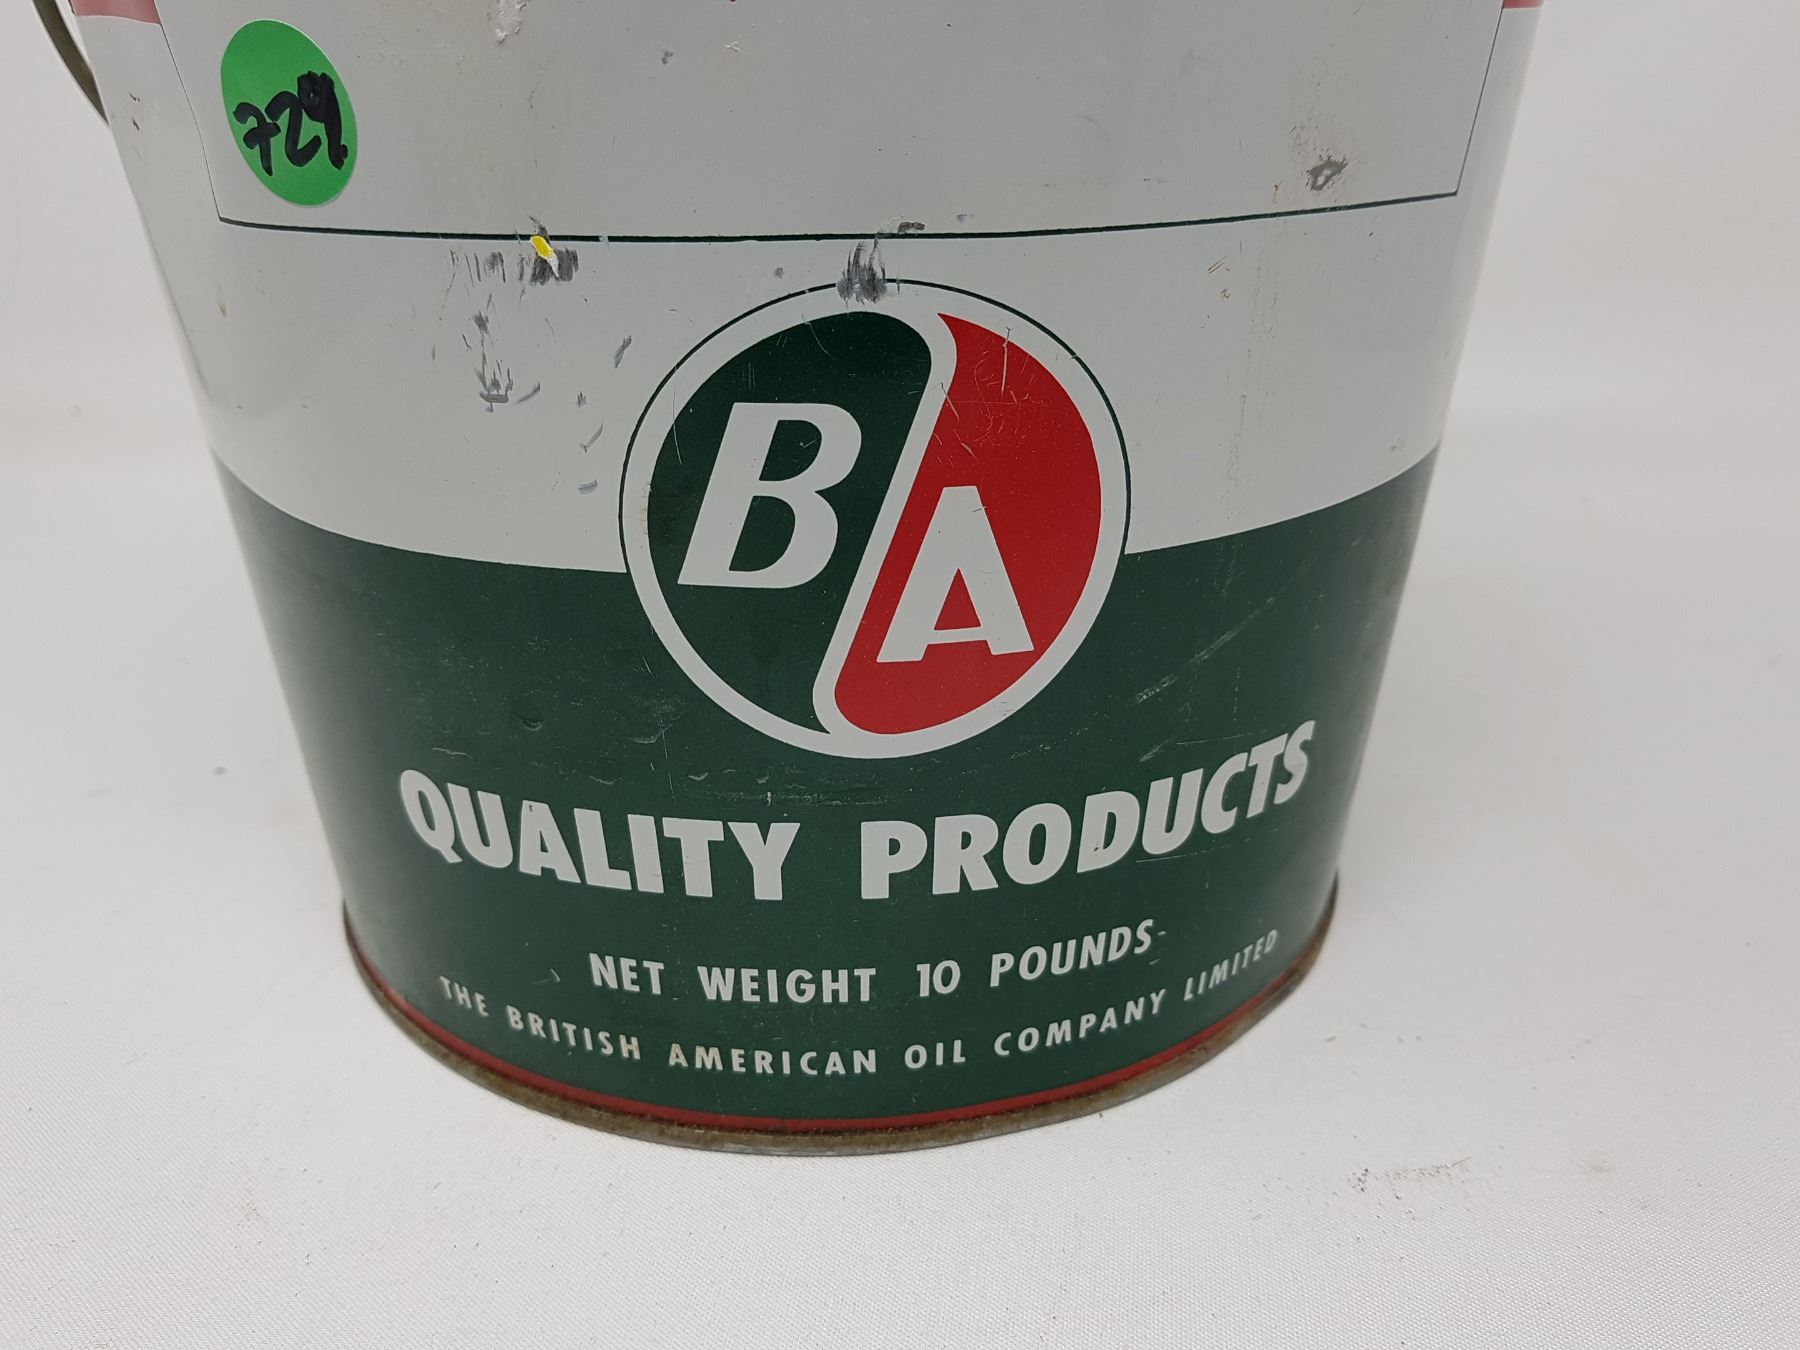 729
B A
QUALITY PRODUCTS
NET WEIGHT 10 POUNDS
THE BRITISH AMERICAN OIL COMPANY LIMITED